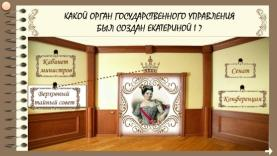 КАКОЙ ОРГАН ГОСУДАРСТВЕННОГО УПРАВЛЕНИЯ
БЫЛ СОЗДАН ЕКАТЕРИНОЙ I ?
Кабинет
министров
Сенат
Верховный
тайный совет
Конференция